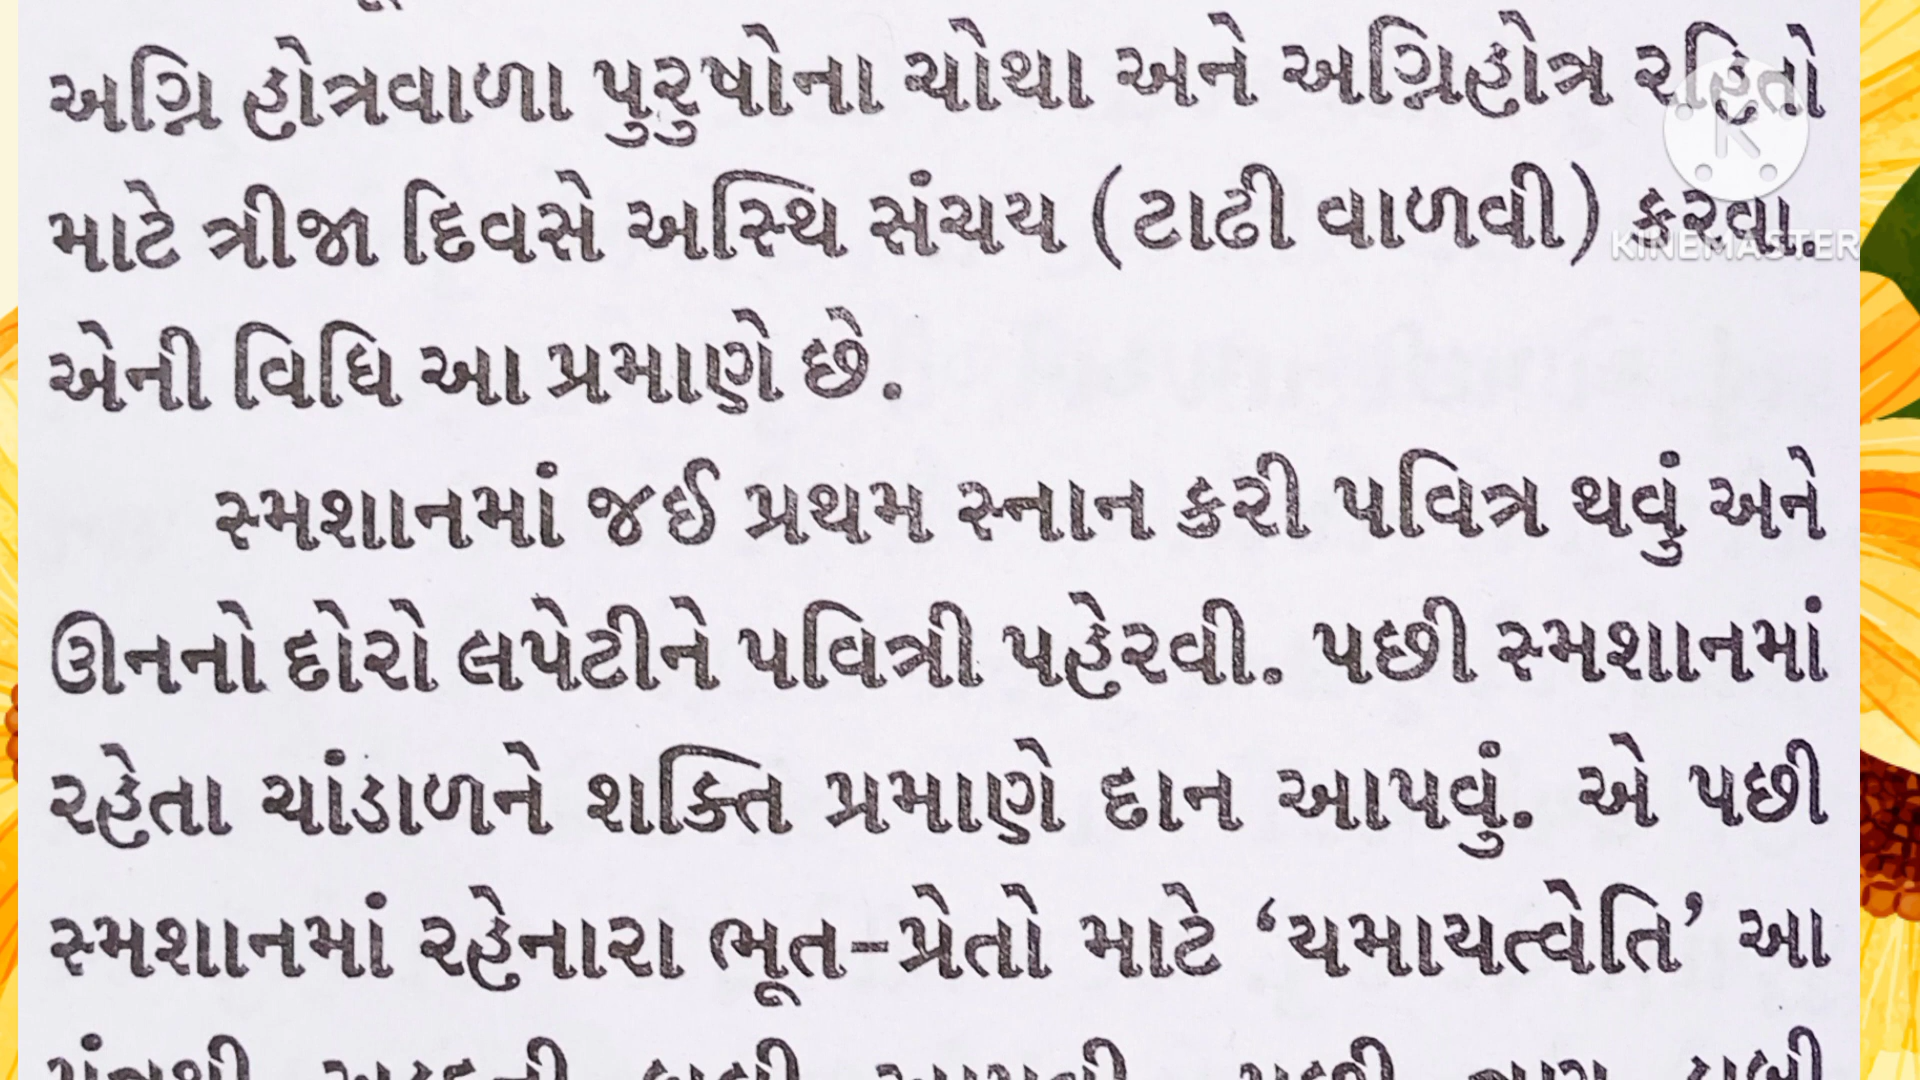 અગ્નિ હોત્રવાળા પુરુષોના ચોથા અને અગ્નિહોત્ર રહિતો
માટે ત્રીજા દિવસે અસ્થિ સંચય (ટાઢી વાળવી) કરવા.
KINEMASTER
એની વિધિ આ પ્રમાણે છે.
સ્મશાનમાં જઈ પ્રથમ સ્નાન કરી પવિત્ર થવું અને
ઊનનો દોરો લપેટીને પવિત્રી પહેરવી. પછી સ્મશાનમાં
રહેતા ચાંડાળને શક્તિ પ્રમાણે દાન આપવું. એ પછી
સ્મશાનમાં રહેનારા ભૂત-પ્રેતો માટે ‘યમાયત્વેતિ’ આ